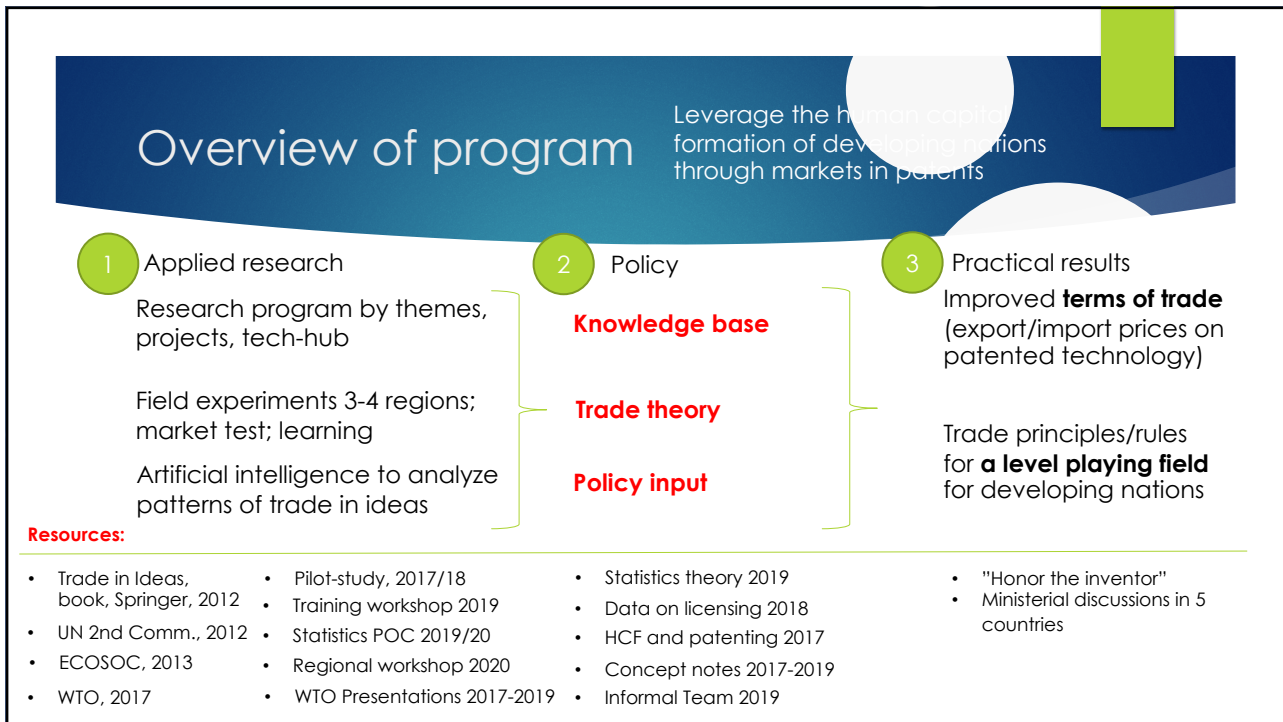 Overview of program
Leverage the human capital
formation of developing nations
through markets in patents
1
Applied research
Research program by themes,
projects, tech-hub
Field experiments 3-4 regions;
market test; learning
Artificial intelligence to analyze
patterns of trade in ideas
2
Policy
Knowledge base
Trade theory
Policy input
3
Practical results
Improved terms of trade
(export/import prices on
patented technology)
Trade principles/rules
for a level playing field
for developing nations
Resources:
• Trade in Ideas,
book, Springer, 2012
• UN 2nd Comm., 2012
• ECOSOC, 2013
• WTO, 2017
• Pilot-study, 2017/18
• Training workshop 2019
• Statistics POC 2019/20
• Regional workshop 2020
• WTO Presentations 2017-2019
• Statistics theory 2019
• Data on licensing 2018
• HCF and patenting 2017
• Concept notes 2017-2019
• Informal Team 2019
• ”Honor the inventor”
• Ministerial discussions in 5
countries